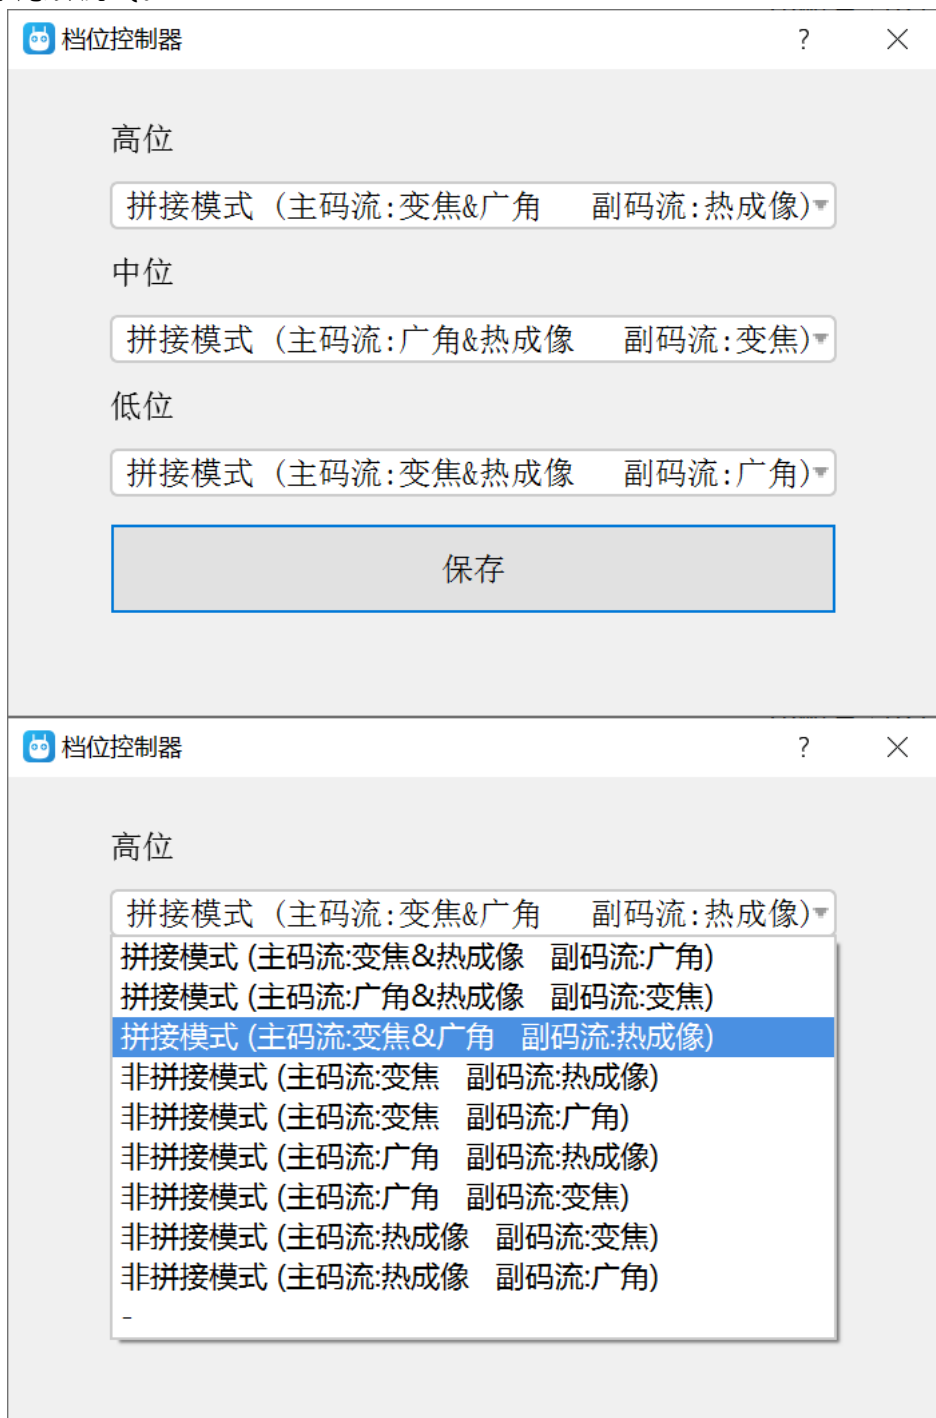 档位控制器 ?
高位
拼接模式 (主码流:变焦&广角 副码流:热成像)
中位
拼接模式 (主码流:广角&热成像 副码流:变焦)
低位
拼接模式 (主码流:变焦&热成像 副码流:广角)
保存
档位控制器 ?
高位
拼接模式 (主码流:变焦&广角 副码流:热成像)
拼接模式 (主码流:变焦&热成像 副码流:广角)
拼接模式 (主码流:广角&热成像 副码流:变焦)
拼接模式 (主码流:变焦&广角 副码流:热成像)
非拼接模式 (主码流:变焦 副码流:热成像)
非拼接模式 (主码流:变焦 副码流:广角)
非拼接模式 (主码流:广角 副码流:热成像)
非拼接模式 (主码流:广角 副码流:变焦)
非拼接模式 (主码流:热成像 副码流:变焦)
非拼接模式 (主码流:热成像 副码流:广角)
-